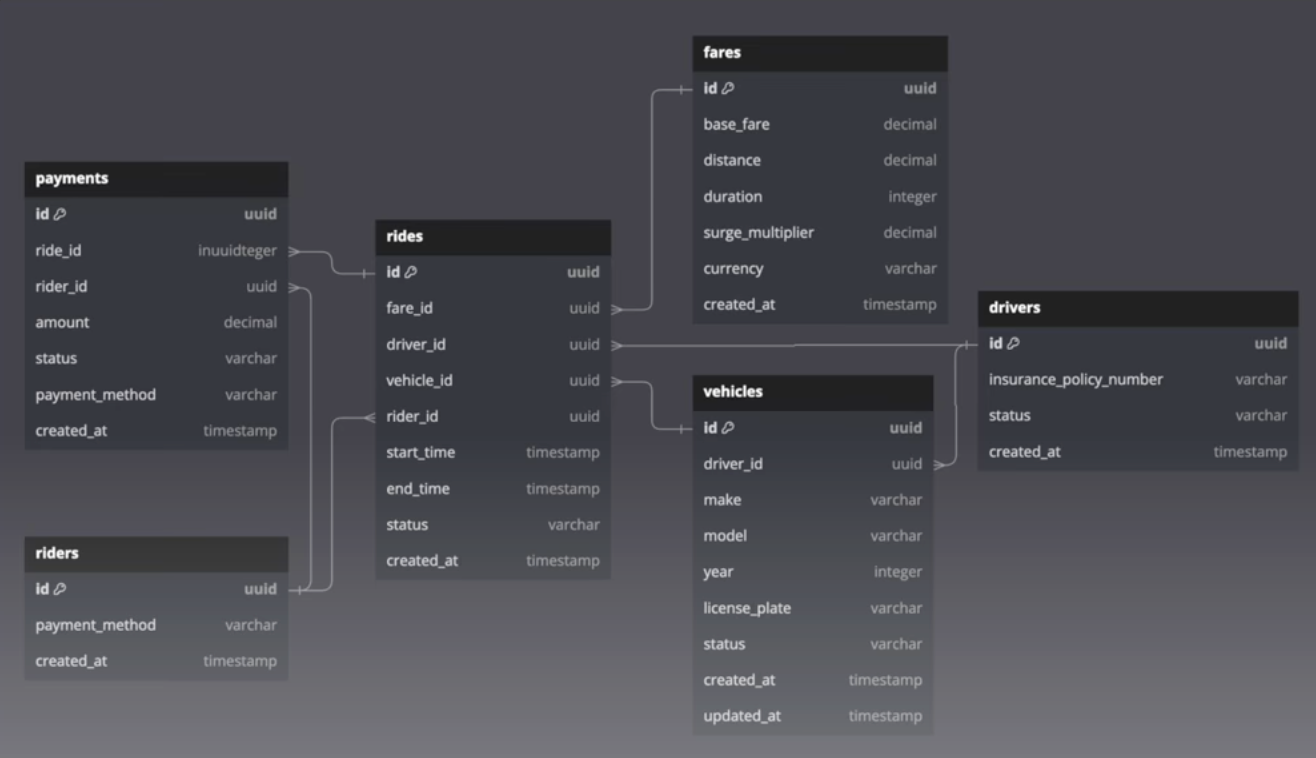 fares
id uuid
base_fare decimal
distance decimal
duration integer
surge_multiplier decimal
currency varchar
created_at timestamp
payments
id uuid
ride_id inuuidteger
rider_id uuid
amount decimal
status varchar
payment_method varchar
created_at timestamp
rides
id uuid
fare_id uuid
driver_id uuid
vehicle_id uuid
rider_id uuid
start_time timestamp
end_time timestamp
status varchar
created_at timestamp
drivers
id uuid
insurance_policy_number varchar
status varchar
created_at timestamp
vehicles
id uuid
driver_id uuid
make varchar
model varchar
year integer
license_plate varchar
status varchar
created_at timestamp
updated_at timestamp
riders
id uuid
payment_method varchar
created_at timestamp